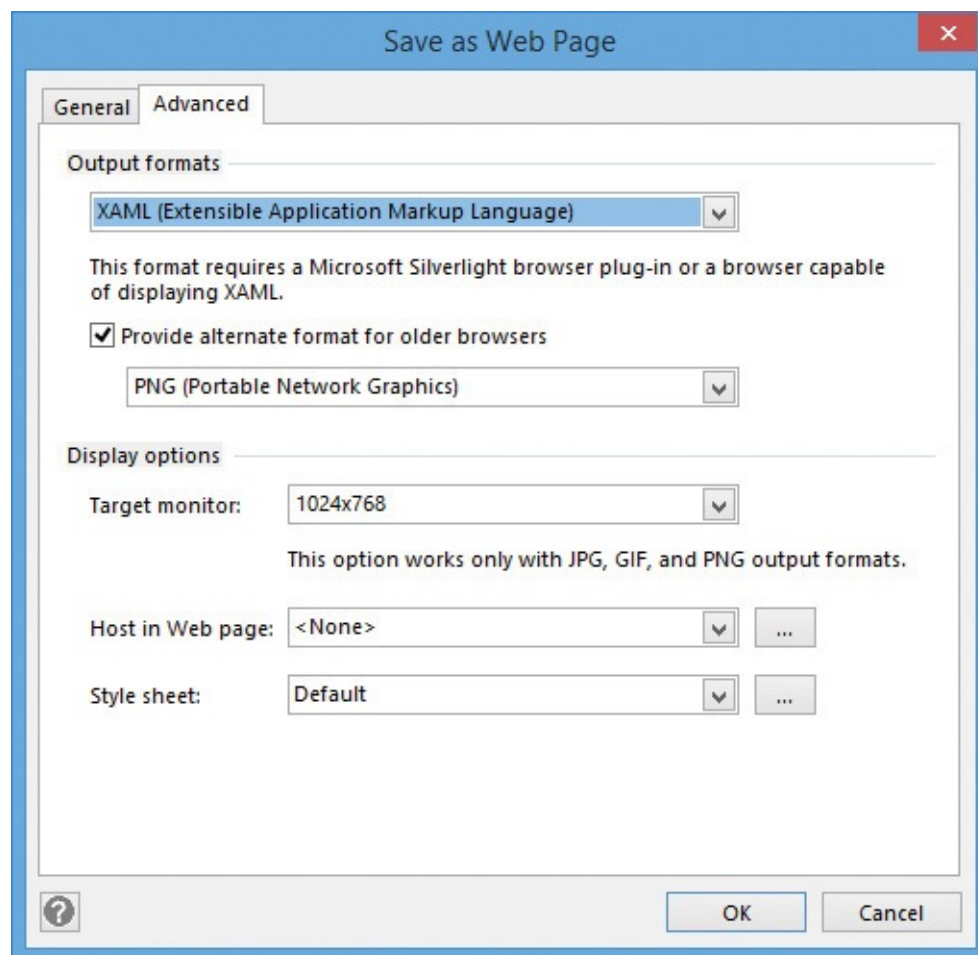 Save as Web Page
General
Advanced
Output formats
XAML (Extensible Application Markup Language)
This format requires a Microsoft Silverlight browser plug-in or a browser capable
of displaying XAML.
Provide alternate format for older browsers
PNG (Portable Network Graphics)
Display options
Target monitor:
1024x768
This option works only with JPG, GIF, and PNG output formats.
Host in Web page:
<None>
...
Style sheet:
Default
...
?
OK
Cancel